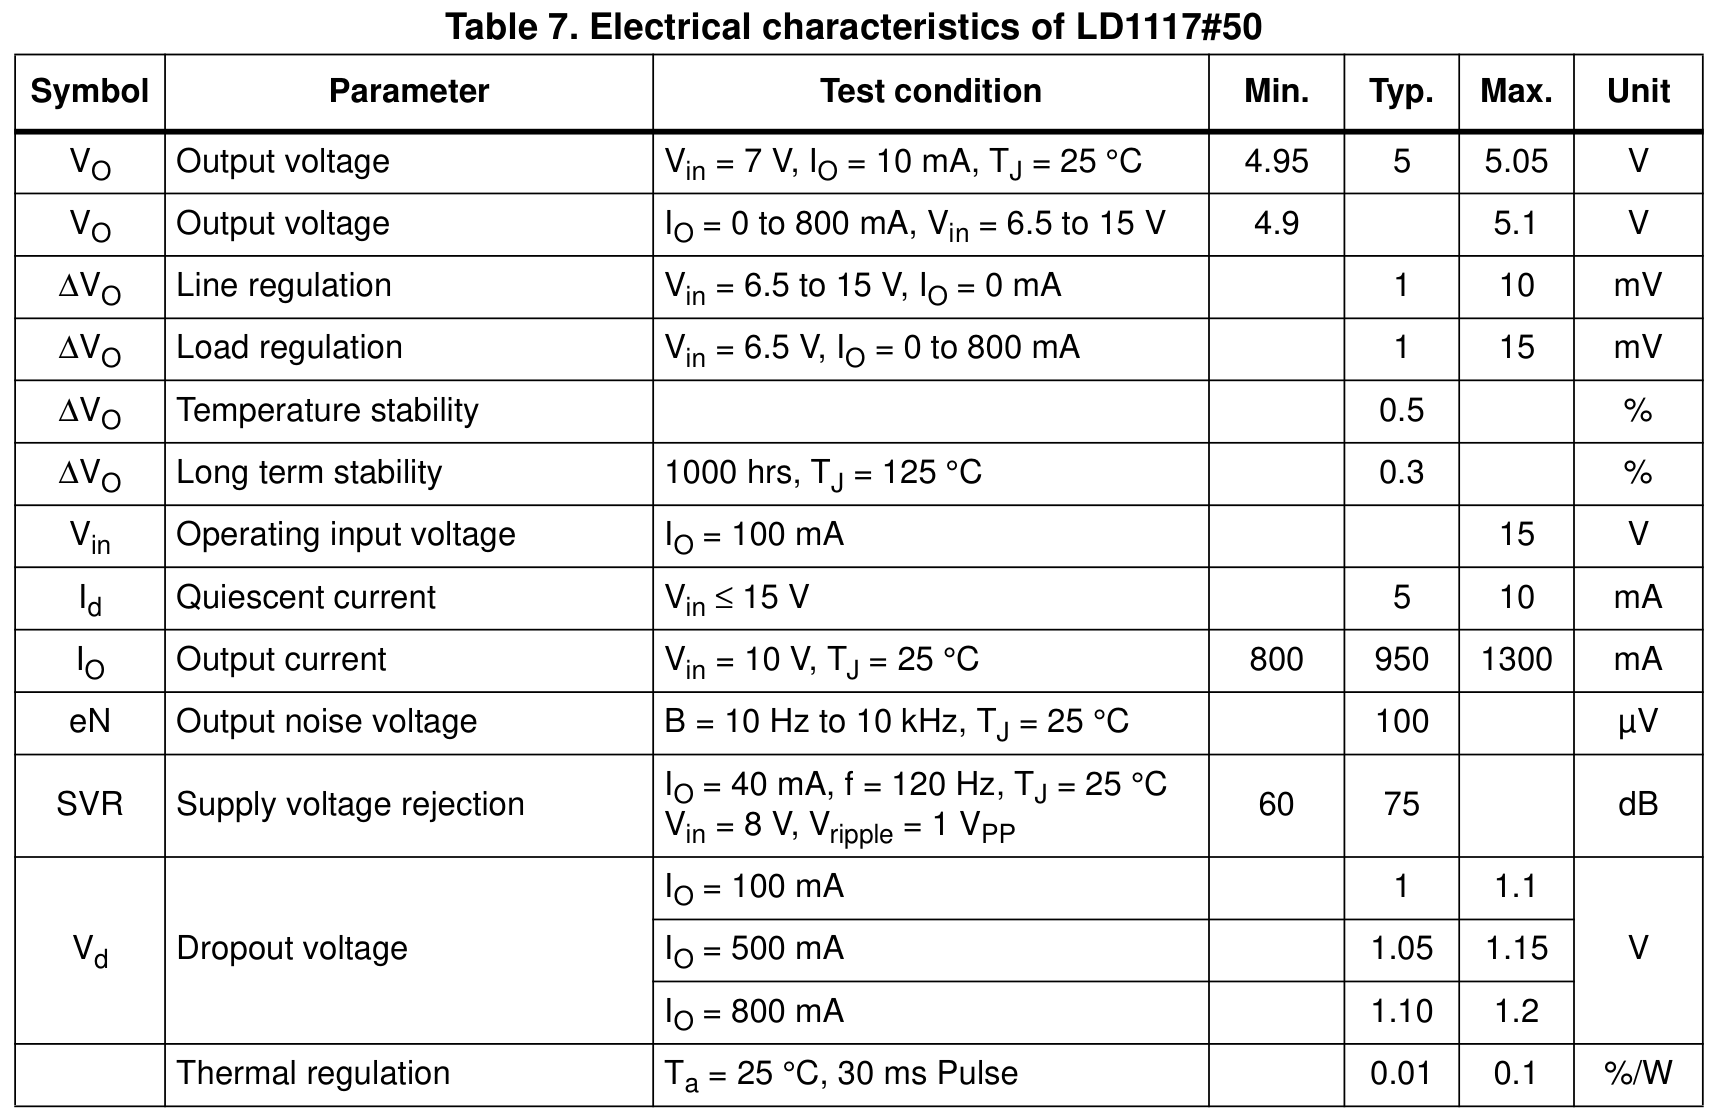 Table 7. Electrical characteristics of LD1117#50
Symbol Parameter Test condition Min. Typ. Max. Unit
VO Output voltage Vin = 7 V, IO = 10 mA, TJ = 25 °C 4.95 5 5.05 V
VO Output voltage IO = 0 to 800 mA, Vin = 6.5 to 15 V 4.9 5.1 V
ΔVO Line regulation Vin = 6.5 to 15 V, IO = 0 mA 1 10 mV
ΔVO Load regulation Vin = 6.5 V, IO = 0 to 800 mA 1 15 mV
ΔVO Temperature stability 0.5 %
ΔVO Long term stability 1000 hrs, TJ = 125 °C 0.3 %
Vin Operating input voltage IO = 100 mA 15 V
Id Quiescent current Vin ≤ 15 V 5 10 mA
IO Output current Vin = 10 V, TJ = 25 °C 800 950 1300 mA
eN Output noise voltage B = 10 Hz to 10 kHz, TJ = 25 °C 100 µV
SVR Supply voltage rejection IO = 40 mA, f = 120 Hz, TJ = 25 °C 60 75 dB
Vin = 8 V, Vripple = 1 VPP
IO = 100 mA 1 1.1
Vd Dropout voltage IO = 500 mA 1.05 1.15 V
IO = 800 mA 1.10 1.2
Thermal regulation Ta = 25 °C, 30 ms Pulse 0.01 0.1 %/W